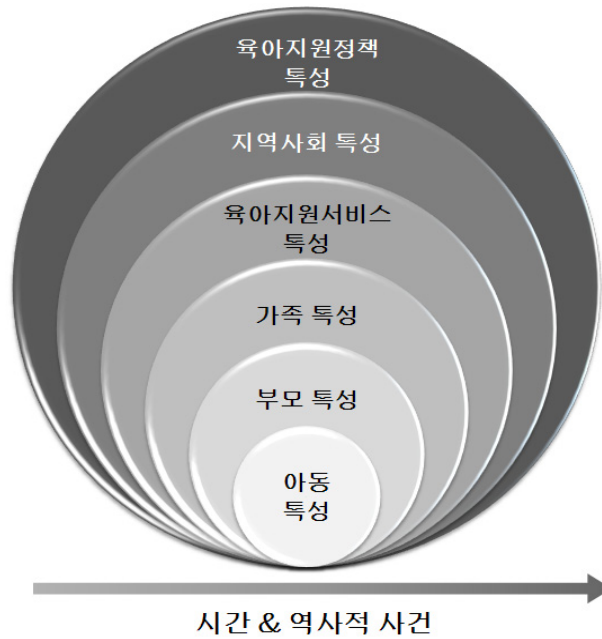 육아지원정책
특성
지역사회 특성
육아지원서비스
특성
가족 특성
부모 특성
아동
특성
시간 & 역사적 사건